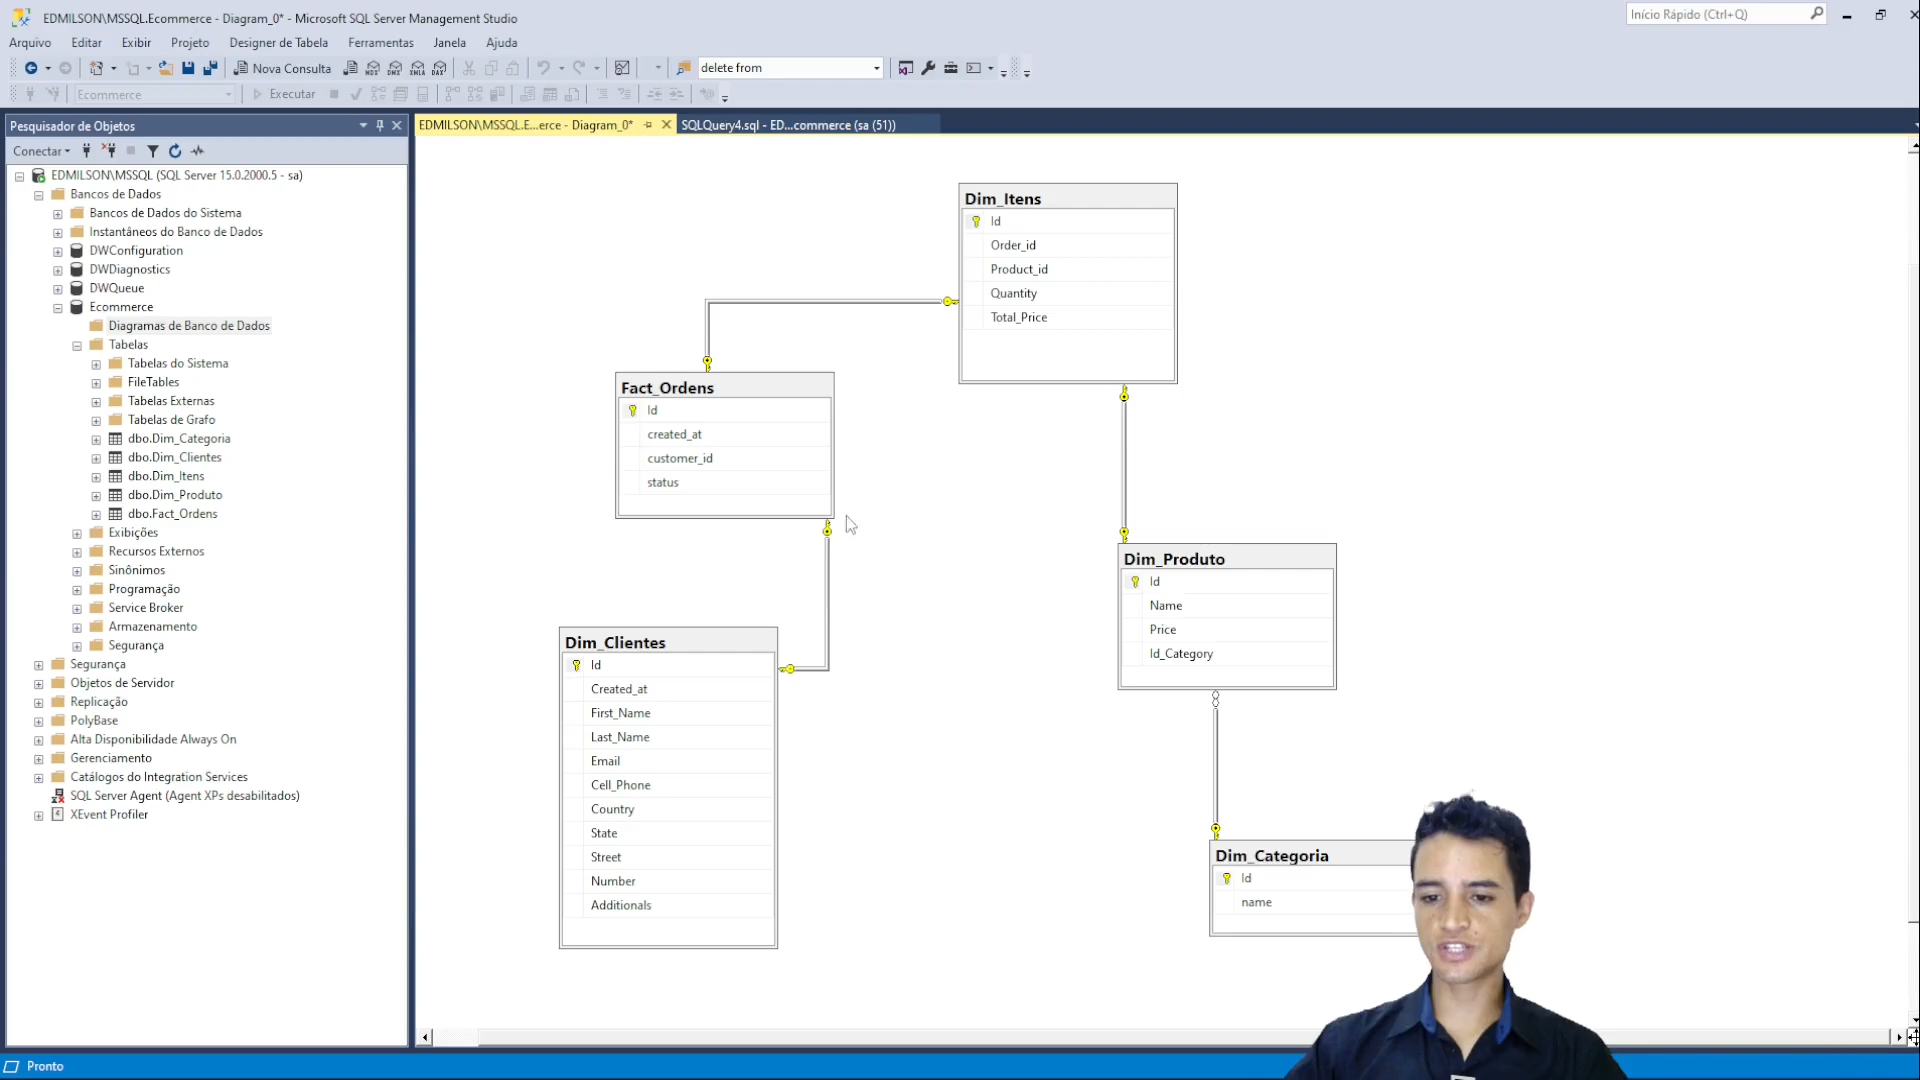 EDMILSON\MSSQL.Ecommerce - Diagram_0* - Microsoft SQL Server Management Studio
Início Rápido (Ctrl+Q)
Arquivo Editar Exibir Projeto Designer de Tabela Ferramentas Janela Ajuda
Nova Consulta
delete from
Ecommerce
Executar
Pesquisador de Objetos
EDMILSON\MSSQL.E...erce - Diagram_0*
SQLQuery4.sql - ED...commerce (sa (51))
Conectar
EDMILSON\MSSQL (SQL Server 15.0.2000.5 - sa)
Bancos de Dados
Bancos de Dados do Sistema
Instantâneos do Banco de Dados
DWConfiguration
DWDiagnostics
DWQueue
Ecommerce
Diagramas de Banco de Dados
Tabelas
Tabelas do Sistema
FileTables
Tabelas Externas
Tabelas de Grafo
dbo.Dim_Categoria
dbo.Dim_Clientes
dbo.Dim_Itens
dbo.Dim_Produto
dbo.Fact_Ordens
Exibições
Recursos Externos
Sinônimos
Programação
Service Broker
Armazenamento
Segurança
Segurança
Objetos de Servidor
Replicação
PolyBase
Alta Disponibilidade Always On
Gerenciamento
Catálogos do Integration Services
SQL Server Agent (Agent XPs desabilitados)
XEvent Profiler
Dim_Itens
Id
Order_id
Product_id
Quantity
Total_Price
Fact_Ordens
Id
created_at
customer_id
status
Dim_Produto
Id
Name
Price
Id_Category
Dim_Clientes
Id
Created_at
First_Name
Last_Name
Email
Cell_Phone
Country
State
Street
Number
Additionals
Dim_Categoria
Id
name
Pronto